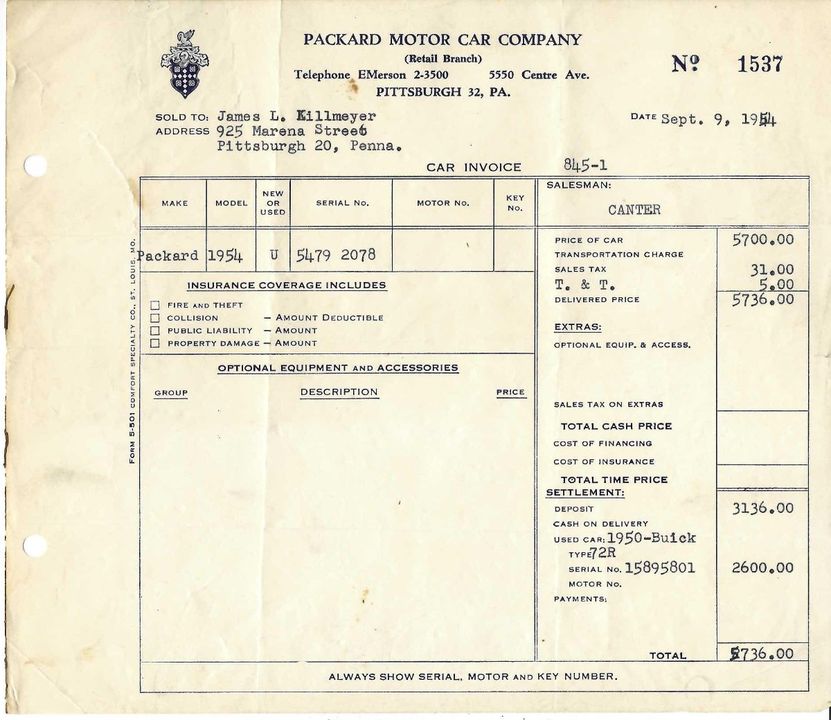 PACKARD MOTOR CAR COMPANY
(Retail Branch)
Telephone EMerson 2-3500 5550 Centre Ave.
PITTSBURGH 32, PA.
Nº 1537
SOLD TO: James L. Killmeyer
ADDRESS 925 Marena Street
Pittsburgh 20, Penna.
DATE Sept. 9, 1954
CAR INVOICE 845-1
MAKE MODEL NEW OR USED SERIAL No. MOTOR No. KEY No.
Packard 1954 U 5479 2078
INSURANCE COVERAGE INCLUDES
FIRE AND THEFT
COLLISION — AMOUNT DEDUCTIBLE
PUBLIC LIABILITY — AMOUNT
PROPERTY DAMAGE — AMOUNT
OPTIONAL EQUIPMENT AND ACCESSORIES
GROUP DESCRIPTION PRICE
SALESMAN:
CANTER
PRICE OF CAR 5700.00
TRANSPORTATION CHARGE
SALES TAX 31.00
T. & T. 5.00
DELIVERED PRICE 5736.00
EXTRAS:
OPTIONAL EQUIP. & ACCESS.
SALES TAX ON EXTRAS
TOTAL CASH PRICE
COST OF FINANCING
COST OF INSURANCE
TOTAL TIME PRICE
SETTLEMENT:
DEPOSIT 3136.00
CASH ON DELIVERY
USED CAR: 1950-Buick
TYPE 72R
SERIAL No. 15895801 2600.00
MOTOR No.
PAYMENTS:
TOTAL 5736.00
ALWAYS SHOW SERIAL, MOTOR AND KEY NUMBER.
FORM 5-501 COMFORT SPECIALTY CO., ST. LOUIS, MO.